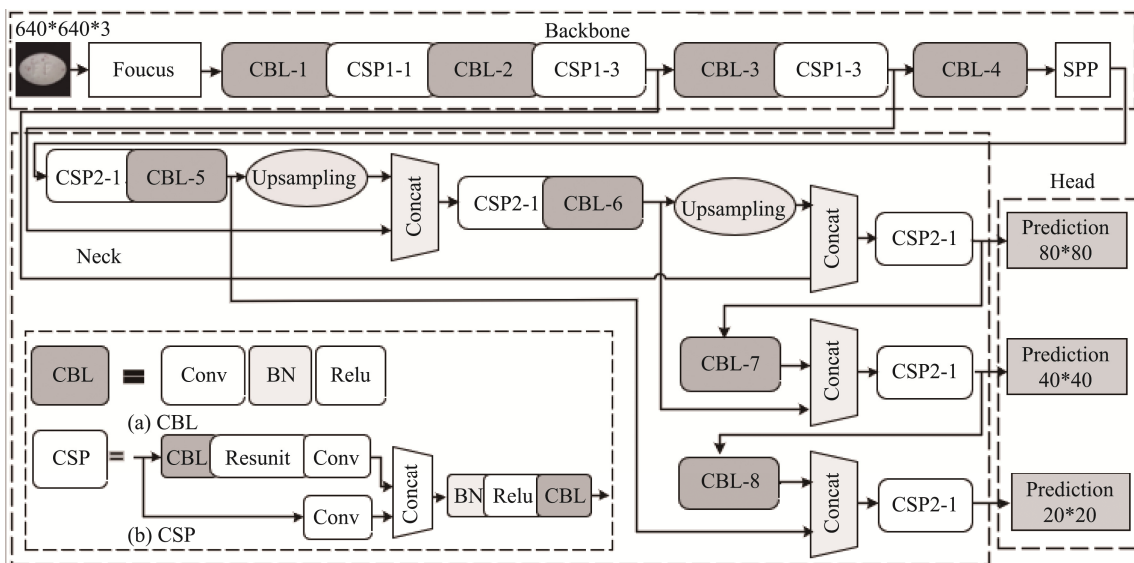 640*640*3
Backbone
Foucus
CBL-1
CSP1-1
CBL-2
CSP1-3
CBL-3
CSP1-3
CBL-4
SPP
CSP2-1
CBL-5
Upsampling
Concat
CSP2-1
CBL-6
Upsampling
Concat
CSP2-1
Head
Prediction
80*80
Neck
CBL-7
Concat
CSP2-1
Prediction
40*40
CBL-8
Concat
CSP2-1
Prediction
20*20
CBL
=
Conv
BN
Relu
(a) CBL
CSP
=
CBL
Resunit
Conv
Conv
Concat
BN
Relu
CBL
(b) CSP